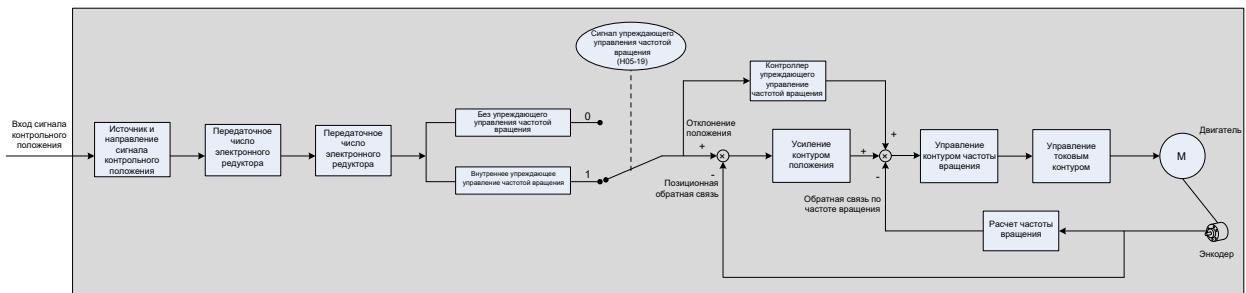 Вход сигнала
контрольного
положения
Источник и
направление
сигнала
контрольного
положения
Передаточное
число
электронного
редуктора
Передаточное
число
электронного
редуктора
Без упреждающего
управления частотой
вращения
0
Внутреннее упреждающее
управление частотой вращения
1
Сигнал упреждающего
управления частотой
вращения
(H05-19)
Отклонение
положения
+
-
Позиционная
обратная связь
Контроллер
упреждающего
управление
частотой вращения
Усиление
контуром
положения
+
+
-
Обратная связь по
частоте вращения
Управление
контуром частоты
вращения
Управление
токовым
контуром
Двигатель
M
Расчет частоты
вращения
Энкодер